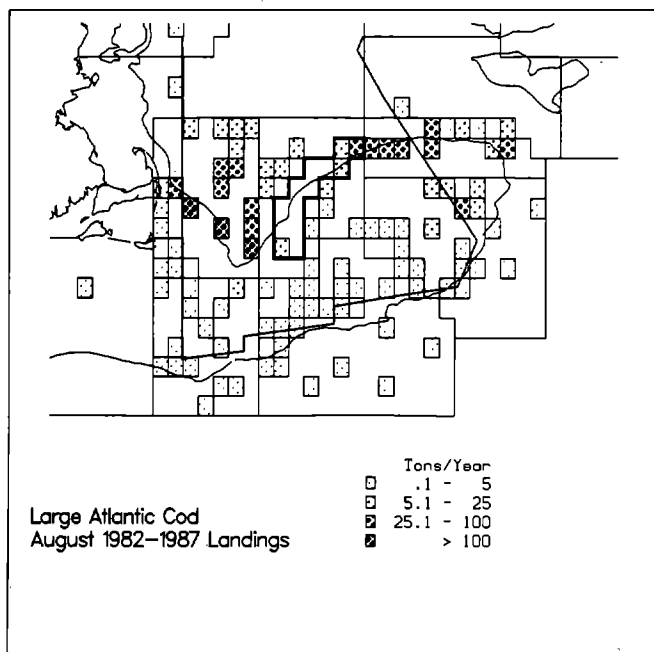 Tons/Year
.1 - 5
5.1 - 25
25.1 - 100
> 100
Large Atlantic Cod
August 1982-1987 Landings